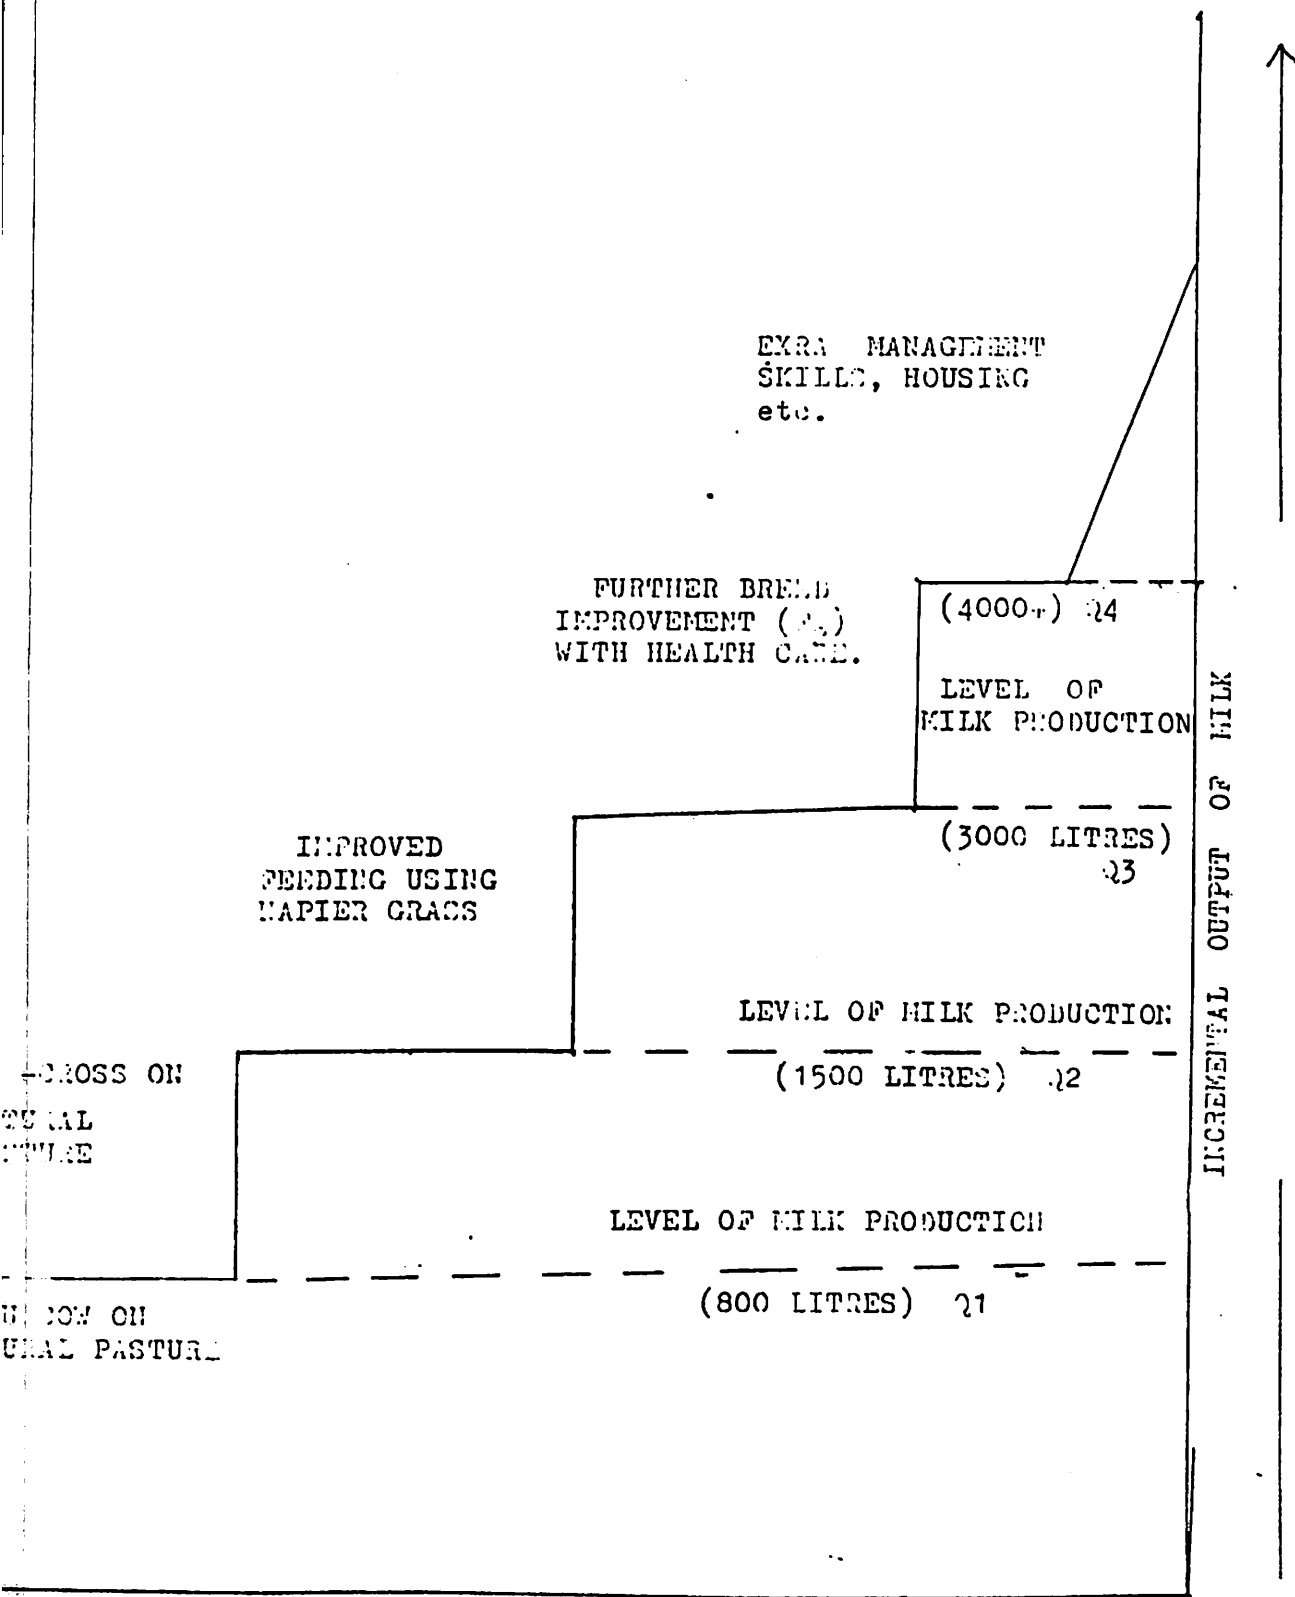 EXRA MANAGEMENT
SKILLS, HOUSING
etc.
FURTHER BREED
IMPROVEMENT
WITH HEALTH CARE.
(4000+) Q4
LEVEL OF
MILK PRODUCTION
IMPROVED
FEEDING USING
NAPIER GRASS
(3000 LITRES)
Q3
LEVEL OF MILK PRODUCTION
(1500 LITRES) Q2
CROSS ON
LEVEL OF MILK PRODUCTION
(800 LITRES) Q1
COW ON
URAL PASTURE
INCREMENTAL OUTPUT OF MILK